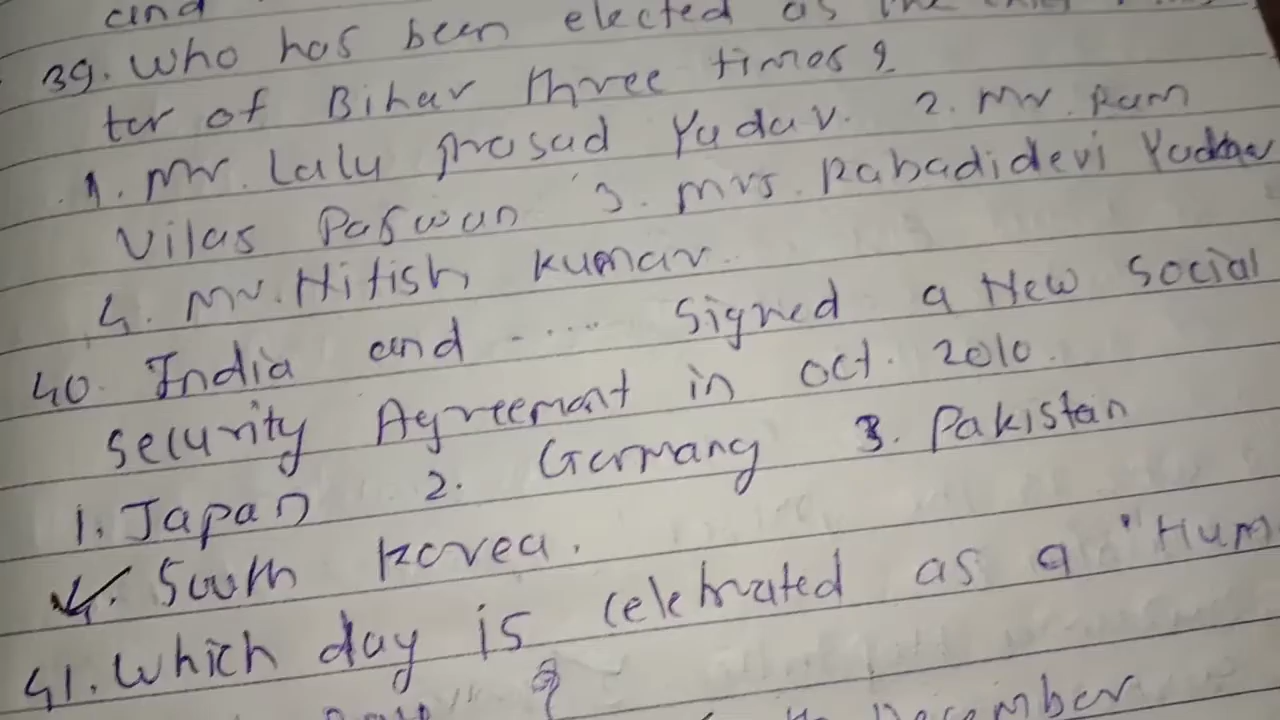 and
39. Who has been elected as the
ter of Bihar three times ?
1. Mr. Lalu prasad Yadav. 2. Mr. Ram
Vilas Paswan 3. Mrs. Rabadidevi Yadav
4. Mr. Nitish kumar.
40. India and ..... Signed a New Social
Security Agreement in oct. 2010.
1. Japan 2. Germany 3. Pakistan
4. South Korea.
41. Which day is celebrated as a "Hum
?
December